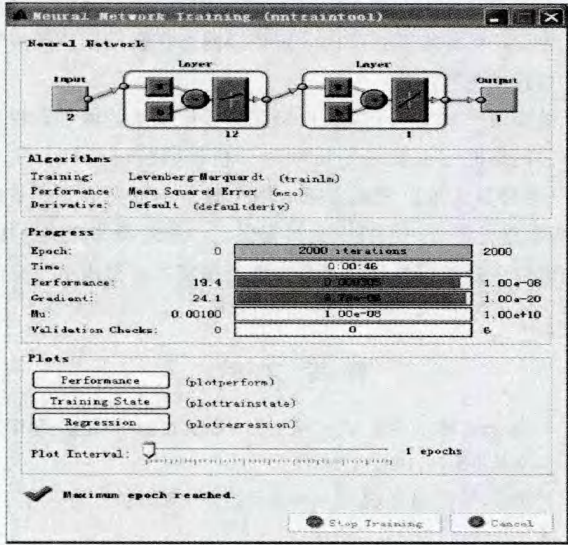 Neural Network Training (nntraintool)
Neural Network
Layer Layer
Input Output
2 12 1 1
Algorithms
Training: Levenberg-Marquardt (trainlm)
Performance: Mean Squared Error (mse)
Derivative: Default (defaultderiv)
Progress
Epoch: 0 2000 iterations 2000
Time: 0:00:46
Performance: 19.4 1.00e-08
Gradient: 24.1 1.00e-20
Mu: 0.00100 1.00e-08 1.00e+10
Validation Checks: 0 0 6
Plots
Performance (plotperform)
Training State (plottrainstate)
Regression (plotregression)
Plot Interval: 1 epochs
Maximum epoch reached.
Stop Training Cancel